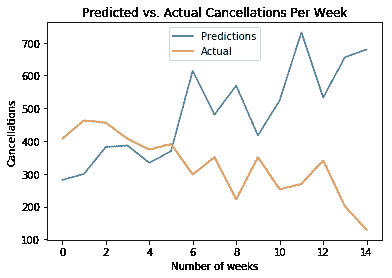 Predicted vs. Actual Cancellations Per Week
Predictions
Actual
Cancellations
700
600
500
400
300
200
100
0 2 4 6 8 10 12 14
Number of weeks